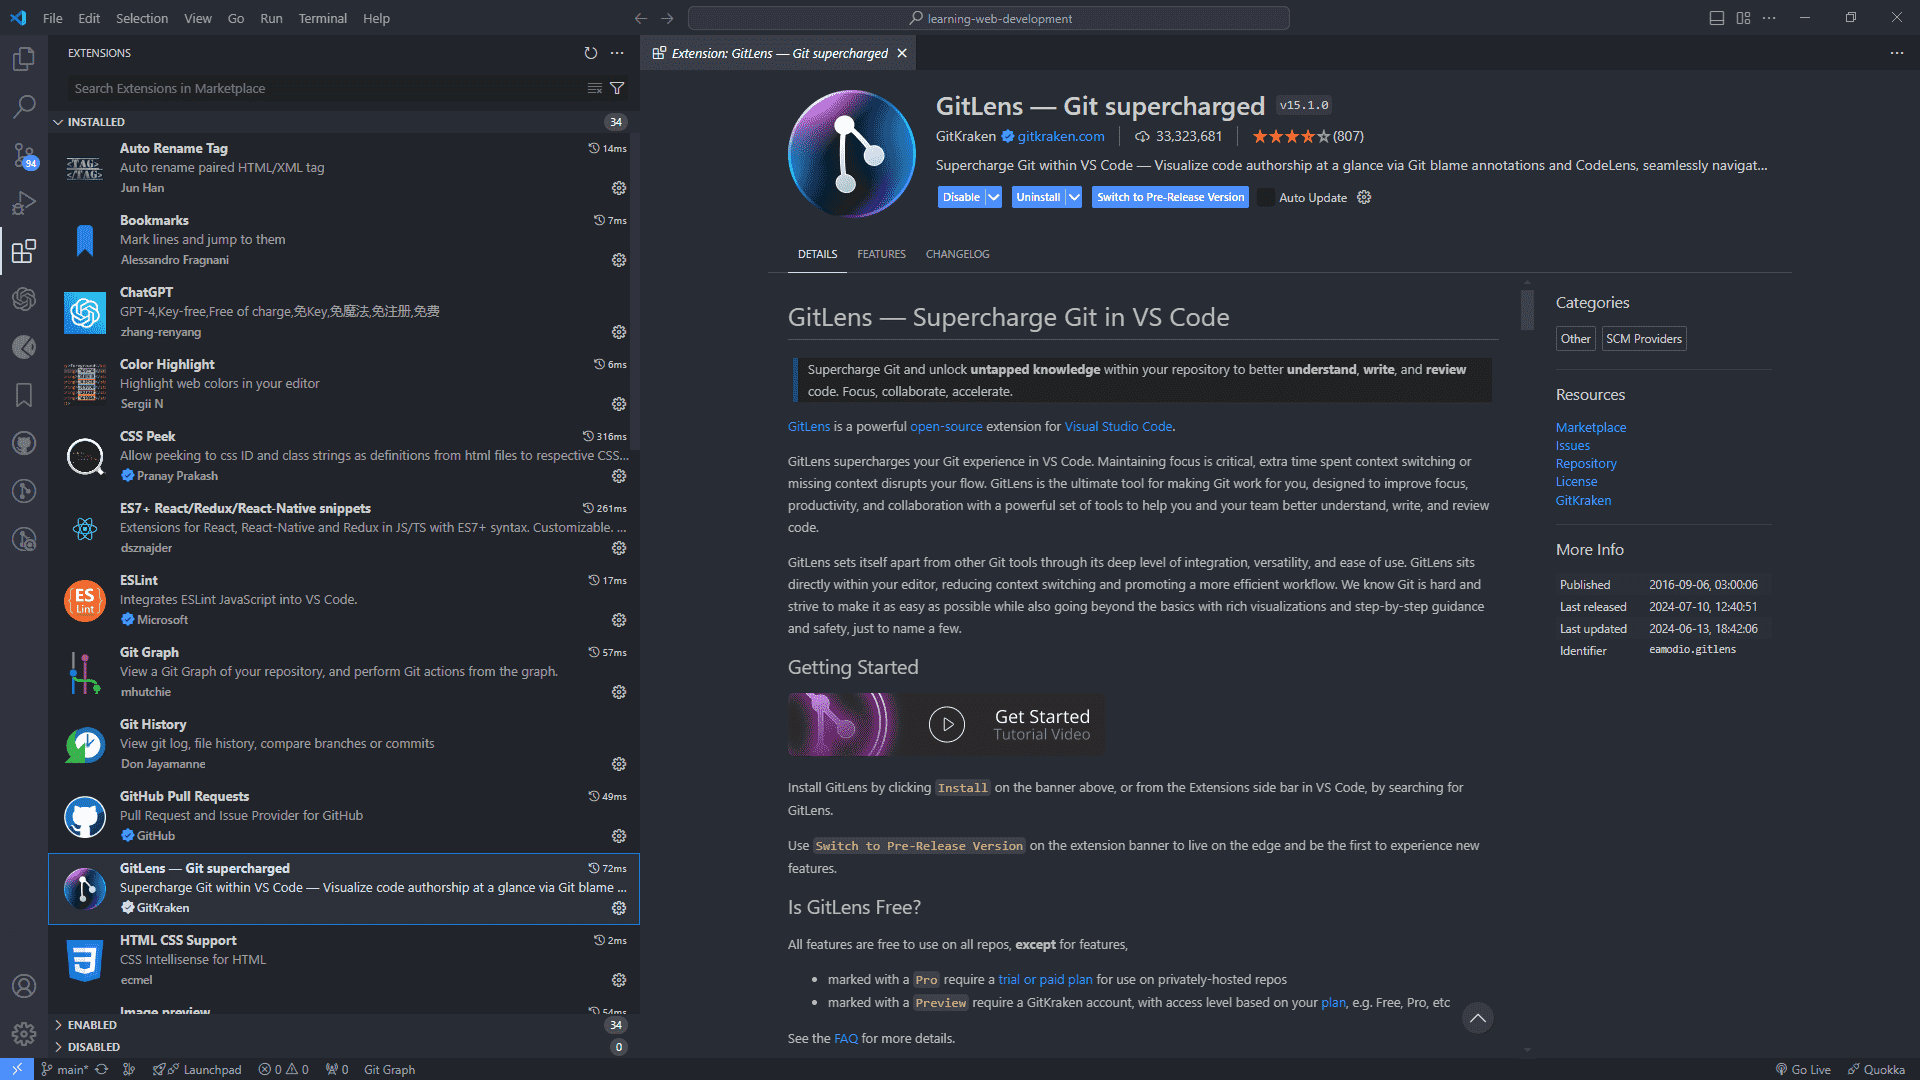 File Edit Selection View Go Run Terminal Help
learning-web-development
EXTENSIONS
Search Extensions in Marketplace
INSTALLED 34
Auto Rename Tag 14ms
Auto rename paired HTML/XML tag
Jun Han
Bookmarks 7ms
Mark lines and jump to them
Alessandro Fragnani
ChatGPT
GPT-4,Key-free,Free of charge,免Key,免魔法,免注册,免费
zhang-renyang
Color Highlight 6ms
Highlight web colors in your editor
Sergii N
CSS Peek 316ms
Allow peeking to css ID and class strings as definitions from html files to respective CSS...
Pranay Prakash
ES7+ React/Redux/React-Native snippets 261ms
Extensions for React, React-Native and Redux in JS/TS with ES7+ syntax. Customizable. ...
dsznajder
ESLint 17ms
Integrates ESLint JavaScript into VS Code.
Microsoft
Git Graph 57ms
View a Git Graph of your repository, and perform Git actions from the graph.
mhutchie
Git History
View git log, file history, compare branches or commits
Don Jayamanne
GitHub Pull Requests 49ms
Pull Request and Issue Provider for GitHub
GitHub
GitLens — Git supercharged 72ms
Supercharge Git within VS Code — Visualize code authorship at a glance via Git blame ...
GitKraken
HTML CSS Support 2ms
CSS Intellisense for HTML
ecmel
Image preview 54ms
ENABLED 34
DISABLED 0
94
<TAG>
</TAG>
ES
Lint
Extension: GitLens — Git supercharged
GitLens — Git supercharged v15.1.0
GitKraken gitkraken.com 33,323,681 (807)
Supercharge Git within VS Code — Visualize code authorship at a glance via Git blame annotations and CodeLens, seamlessly navigat...
Disable Uninstall Switch to Pre-Release Version Auto Update
DETAILS FEATURES CHANGELOG
GitLens — Supercharge Git in VS Code
Supercharge Git and unlock untapped knowledge within your repository to better understand, write, and review
code. Focus, collaborate, accelerate.
GitLens is a powerful open-source extension for Visual Studio Code.
GitLens supercharges your Git experience in VS Code. Maintaining focus is critical, extra time spent context switching or
missing context disrupts your flow. GitLens is the ultimate tool for making Git work for you, designed to improve focus,
productivity, and collaboration with a powerful set of tools to help you and your team better understand, write, and review
code.
GitLens sets itself apart from other Git tools through its deep level of integration, versatility, and ease of use. GitLens sits
directly within your editor, reducing context switching and promoting a more efficient workflow. We know Git is hard and
strive to make it as easy as possible while also going beyond the basics with rich visualizations and step-by-step guidance
and safety, just to name a few.
Getting Started
Get Started
Tutorial Video
Install GitLens by clicking Install on the banner above, or from the Extensions side bar in VS Code, by searching for
GitLens.
Use Switch to Pre-Release Version on the extension banner to live on the edge and be the first to experience new
features.
Is GitLens Free?
All features are free to use on all repos, except for features,
• marked with a Pro require a trial or paid plan for use on privately-hosted repos
• marked with a Preview require a GitKraken account, with access level based on your plan, e.g. Free, Pro, etc
See the FAQ for more details.
Categories
Other SCM Providers
Resources
Marketplace
Issues
Repository
License
GitKraken
More Info
Published 2016-09-06, 03:00:06
Last released 2024-07-10, 12:40:51
Last updated 2024-06-13, 18:42:06
Identifier eamodio.gitlens
main* Launchpad 0 0 0 Git Graph
Go Live Quokka